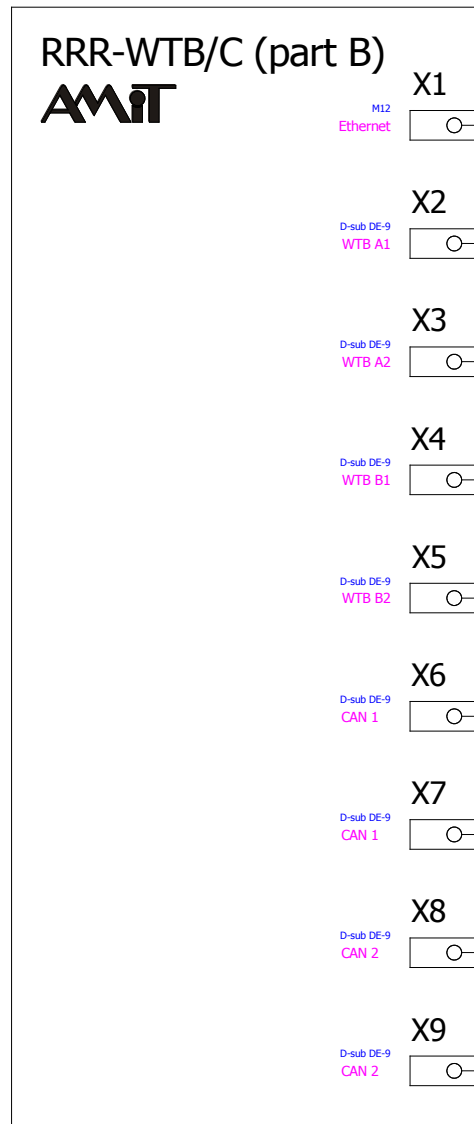 RRR-WTB/C (part B)
AMiT
X1
M12
Ethernet
X2
D-sub DE-9
WTB A1
X3
D-sub DE-9
WTB A2
X4
D-sub DE-9
WTB B1
X5
D-sub DE-9
WTB B2
X6
D-sub DE-9
CAN 1
X7
D-sub DE-9
CAN 1
X8
D-sub DE-9
CAN 2
X9
D-sub DE-9
CAN 2